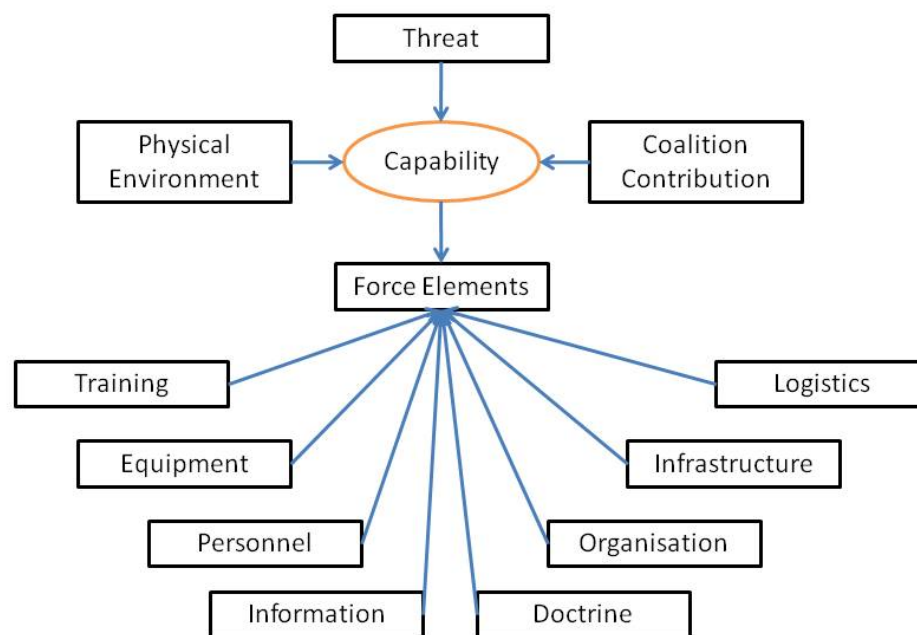 Threat
Physical
Environment
Capability
Coalition
Contribution
Force Elements
Training
Logistics
Equipment
Infrastructure
Personnel
Organisation
Information
Doctrine